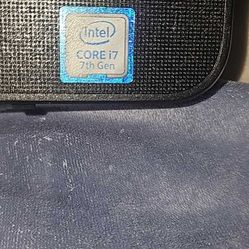 intel
CORE i7
7th Gen